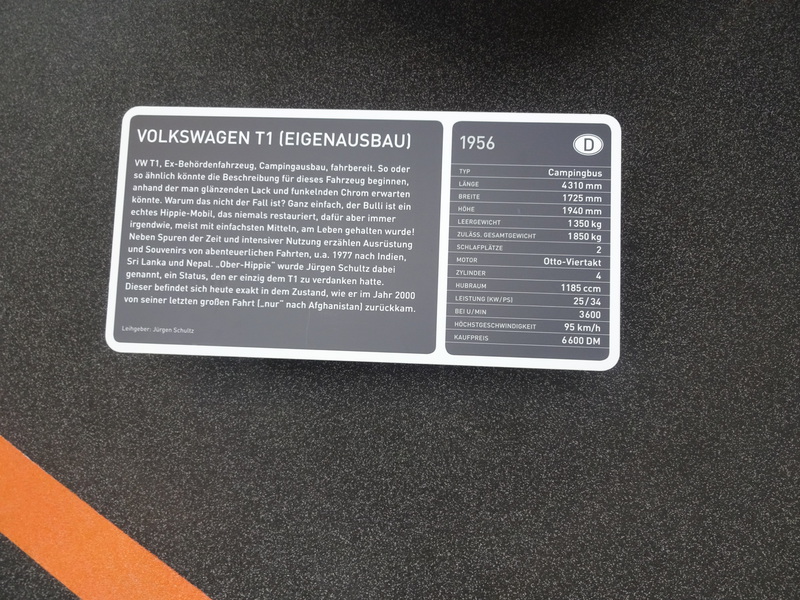 VOLKSWAGEN T1 (EIGENAUSBAU)
VW T1, Ex-Behördenfahrzeug, Campingausbau, fahrbereit. So oder
so ähnlich könnte die Beschreibung für dieses Fahrzeug beginnen,
anhand der man glänzenden Lack und funkelnden Chrom erwarten
könnte. Warum das nicht der Fall ist? Ganz einfach, der Bulli ist ein
echtes Hippie-Mobil, das niemals restauriert, dafür aber immer
irgendwie, meist mit einfachsten Mitteln, am Leben gehalten wurde!
Neben Spuren der Zeit und intensiver Nutzung erzählen Ausrüstung
und Souvenirs von abenteuerlichen Fahrten, u.a. 1977 nach Indien,
Sri Lanka und Nepal. „Ober-Hippie" wurde Jürgen Schultz dabei
genannt, ein Status, den er einzig dem T1 zu verdanken hatte.
Dieser befindet sich heute exakt in dem Zustand, wie er im Jahr 2000
von seiner letzten großen Fahrt („nur" nach Afghanistan) zurückkam.
Leihgeber: Jürgen Schultz
1956 D
TYP Campingbus
LÄNGE 4310 mm
BREITE 1725 mm
HÖHE 1940 mm
LEERGEWICHT 1350 kg
ZULÄSS. GESAMTGEWICHT 1850 kg
SCHLAFPLÄTZE 2
MOTOR Otto-Viertakt
ZYLINDER 4
HUBRAUM 1185 ccm
LEISTUNG (KW/PS) 25/34
BEI U/MIN 3600
HÖCHSTGESCHWINDIGKEIT 95 km/h
KAUFPREIS 6600 DM